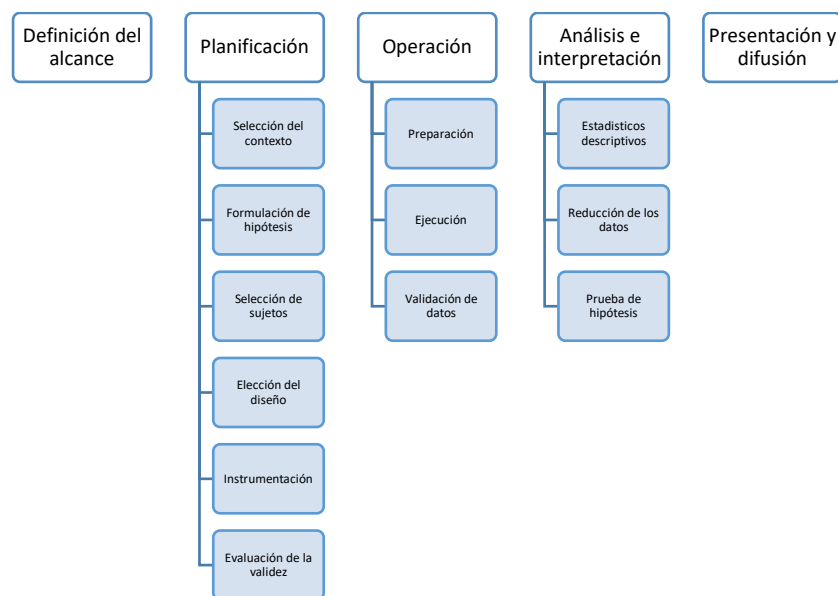 Definición del
alcance
Planificación
Operación
Análisis e
interpretación
Presentación y
difusión
Selección del
contexto
Formulación de
hipótesis
Selección de
sujetos
Elección del
diseño
Instrumentación
Evaluación de la
validez
Preparación
Ejecución
Validación de
datos
Estadisticos
descriptivos
Reducción de los
datos
Prueba de
hipótesis